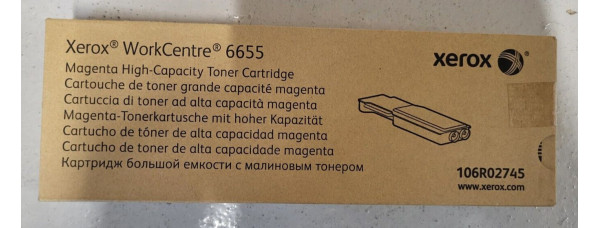 Xerox® WorkCentre® 6655
xerox
Magenta High-Capacity Toner Cartridge
Cartouche de toner grande capacité magenta
Cartuccia di toner ad alta capacità magenta
Magenta-Tonerkartusche mit hoher Kapazität
Cartucho de tóner de alta capacidad magenta
Cartucho de toner de alta capacidade magenta
Картридж большой емкости с малиновым тонером
106R02745
www.xerox.com